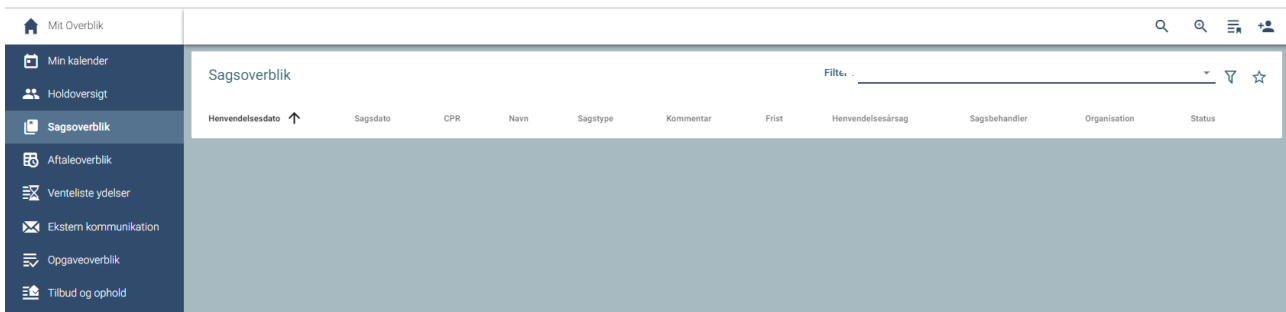 Mit Overblik
Min kalender
Holdoversigt
Sagsoverblik
Aftaleoverblik
Venteliste ydelser
Ekstern kommunikation
Opgaveoverblik
Tilbud og ophold
Sagsoverblik
Filter
Henvendelsesdato Sagsdato CPR Navn Sagstype Kommentar Frist Henvendelsesårsag Sagsbehandler Organisation Status